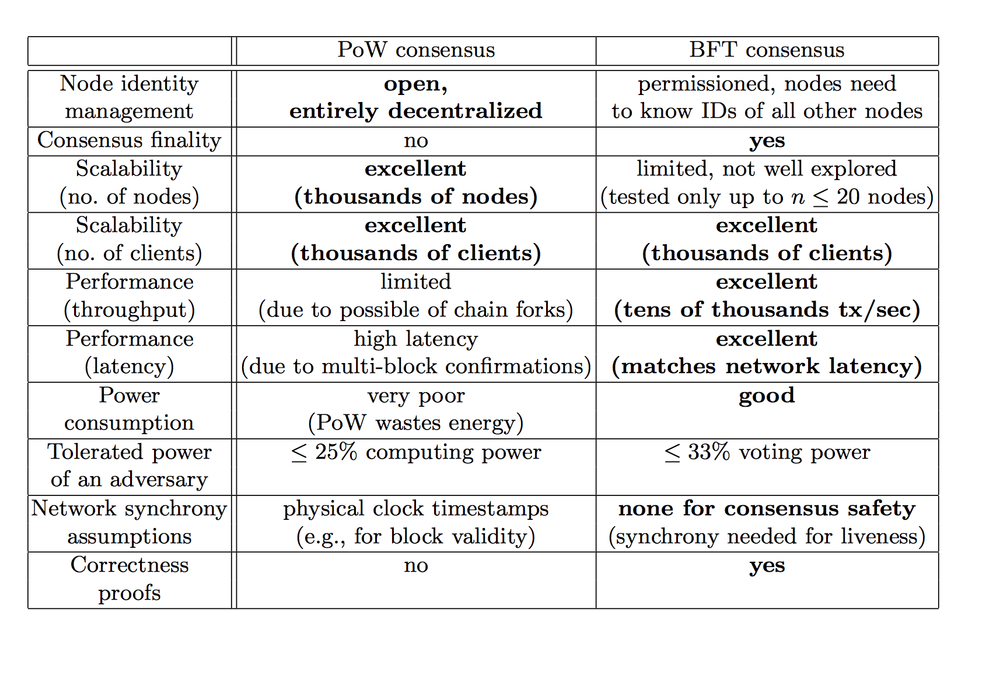 PoW consensus BFT consensus
Node identity management open, entirely decentralized permissioned, nodes need to know IDs of all other nodes
Consensus finality no yes
Scalability (no. of nodes) excellent (thousands of nodes) limited, not well explored (tested only up to n ≤ 20 nodes)
Scalability (no. of clients) excellent (thousands of clients) excellent (thousands of clients)
Performance (throughput) limited (due to possible of chain forks) excellent (tens of thousands tx/sec)
Performance (latency) high latency (due to multi-block confirmations) excellent (matches network latency)
Power consumption very poor (PoW wastes energy) good
Tolerated power of an adversary ≤ 25% computing power ≤ 33% voting power
Network synchrony assumptions physical clock timestamps (e.g., for block validity) none for consensus safety (synchrony needed for liveness)
Correctness proofs no yes